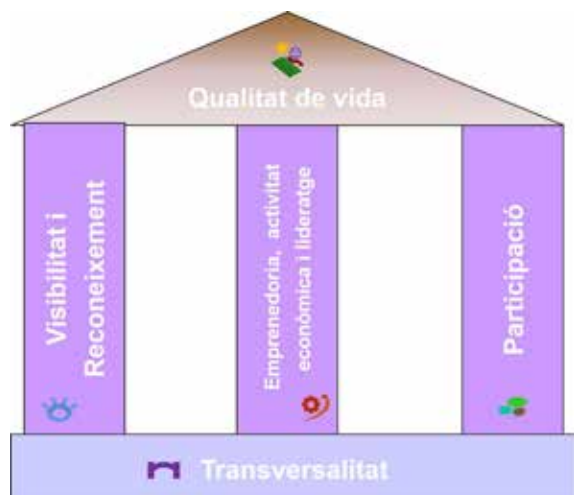 Qualitat de vida
Visibilitat i
Reconeixement
Emprenedoria, activitat
econòmica i lideratge
Participació
Transversalitat